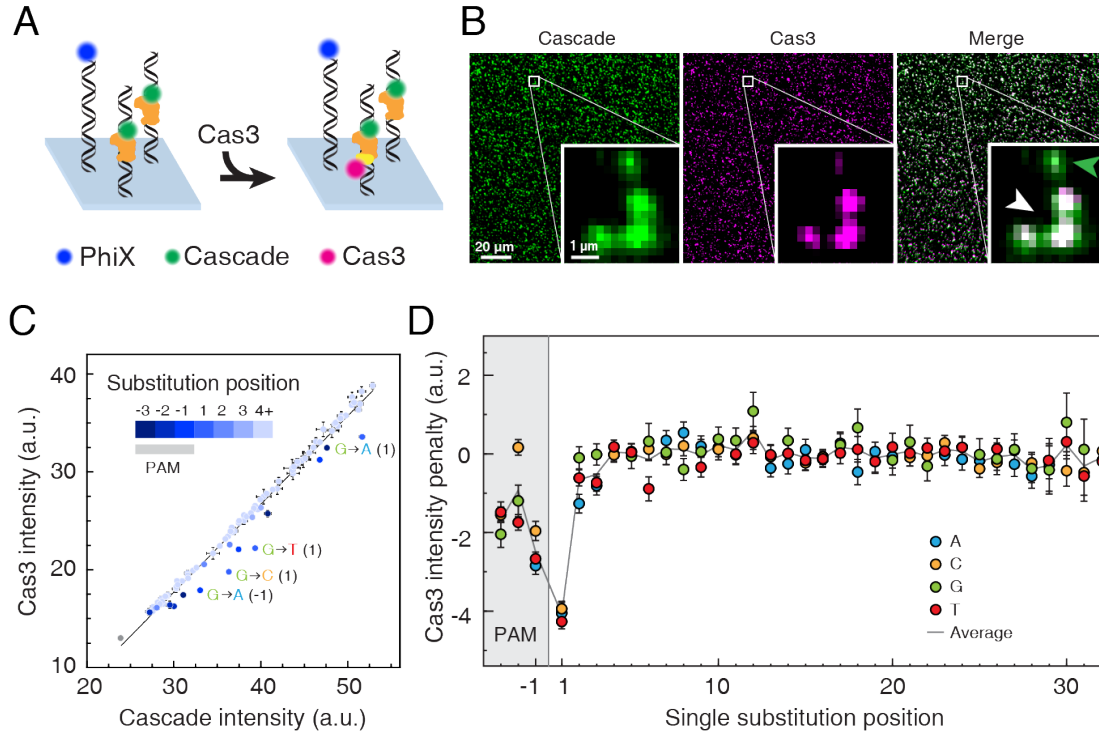 A
Cas3
PhiX
Cascade
Cas3
B
Cascade
Cas3
Merge
20 µm
1 µm
C
Cas3 intensity (a.u.)
40
30
20
10
Substitution position
-3 -2 -1 1 2 3 4+
PAM
G→A (1)
G→T (1)
G→C (1)
G→A (-1)
20 30 40 50
Cascade intensity (a.u.)
D
Cas3 intensity penalty (a.u.)
2
0
-2
-4
PAM
A
C
G
T
Average
-1 1 10 20 30
Single substitution position